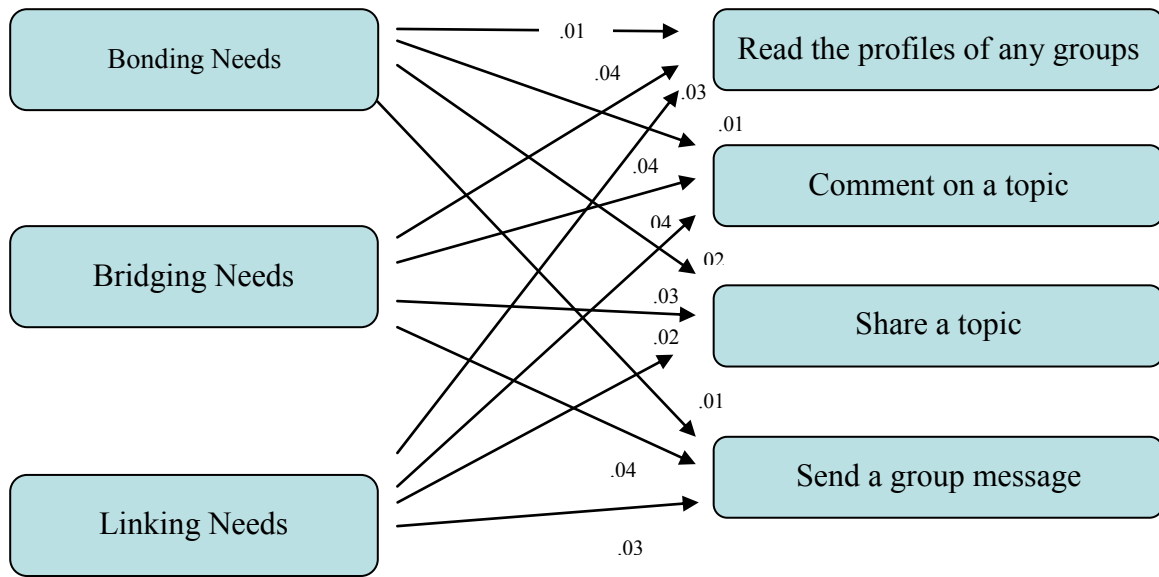 Bonding Needs
.01
Read the profiles of any groups
.04
.03
.01
.04
Comment on a topic
04
Bridging Needs
02
.03
Share a topic
.02
.01
.04
Send a group message
Linking Needs
.03